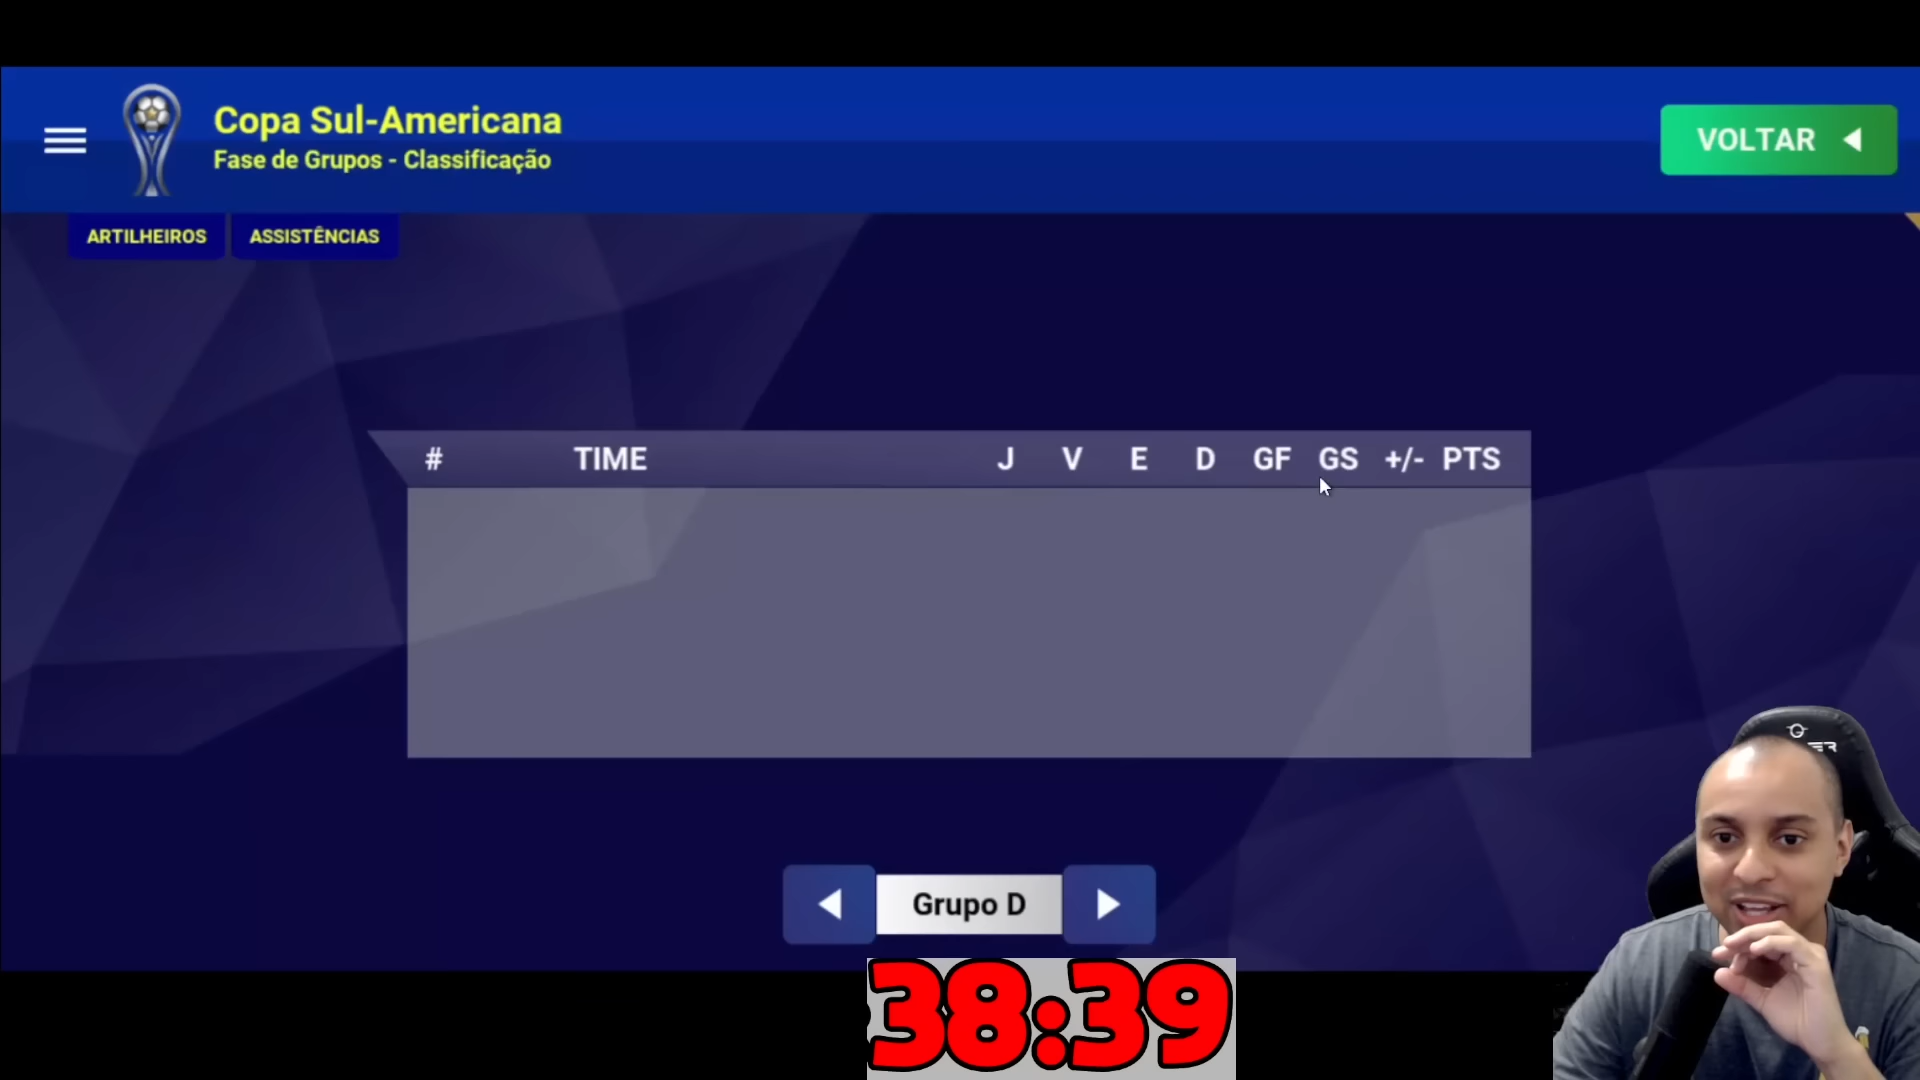 Copa Sul-Americana
Fase de Grupos - Classificação
VOLTAR
ARTILHEIROS ASSISTÊNCIAS
# TIME J V E D GF GS +/- PTS
Grupo D
38:39